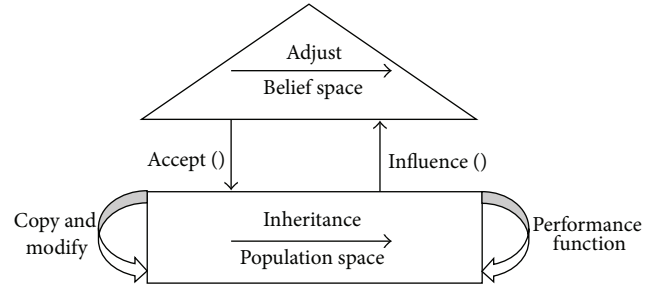 Adjust
Belief space
Accept ()
Influence ()
Copy and
modify
Inheritance
Population space
Performance
function